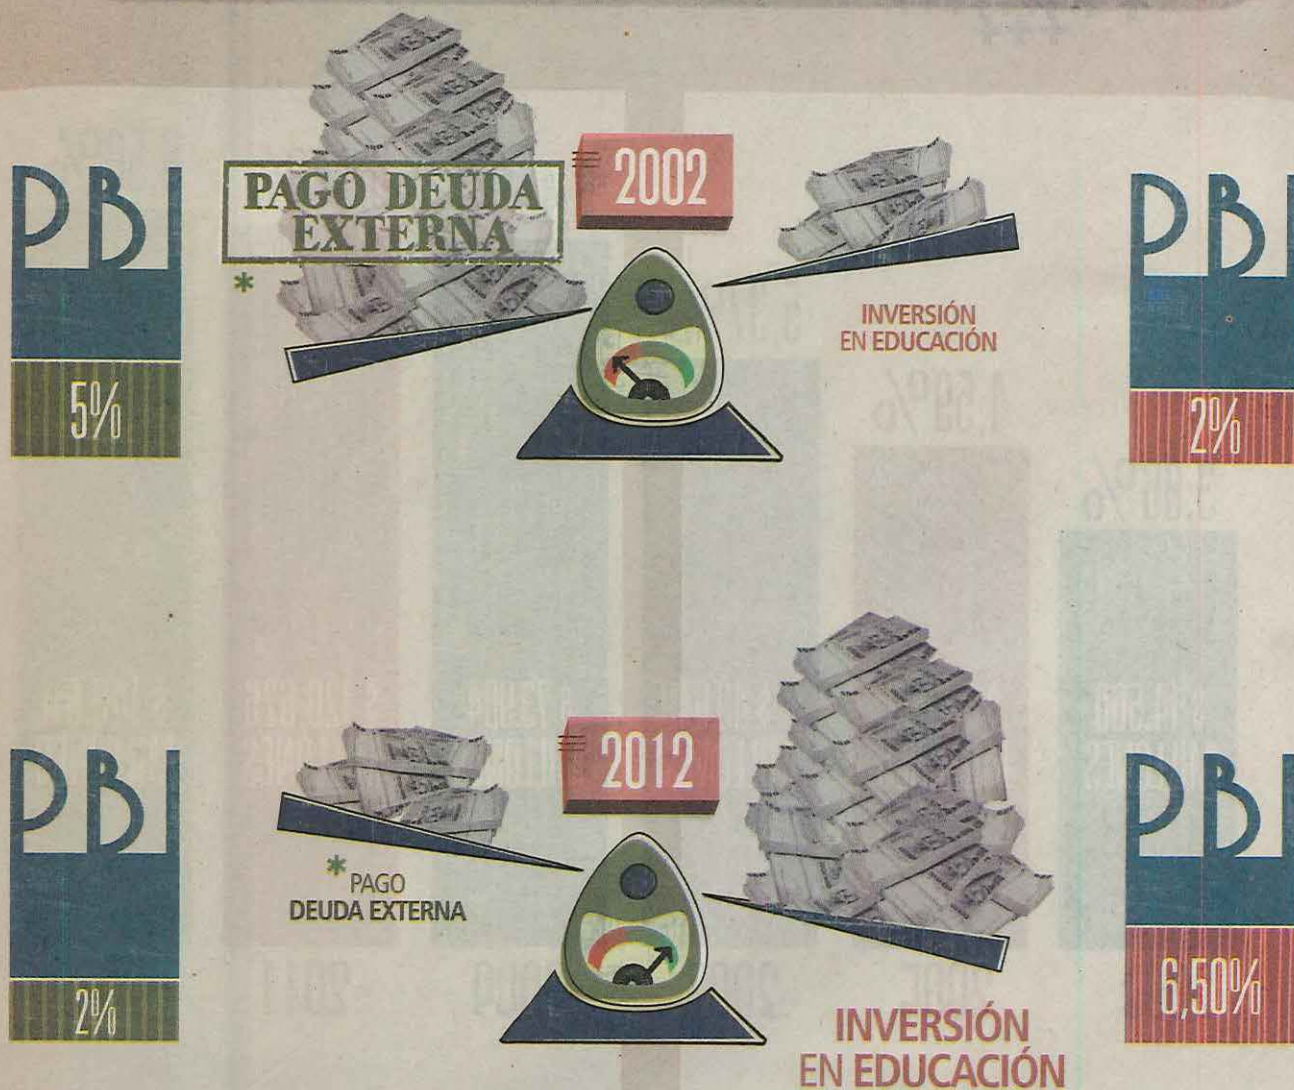 PBI
5%
PAGO DEUDA
EXTERNA
*
2002
INVERSIÓN
EN EDUCACIÓN
PBI
2%
PBI
2%
* PAGO
DEUDA EXTERNA
2012
INVERSIÓN
EN EDUCACIÓN
PBI
6,50%